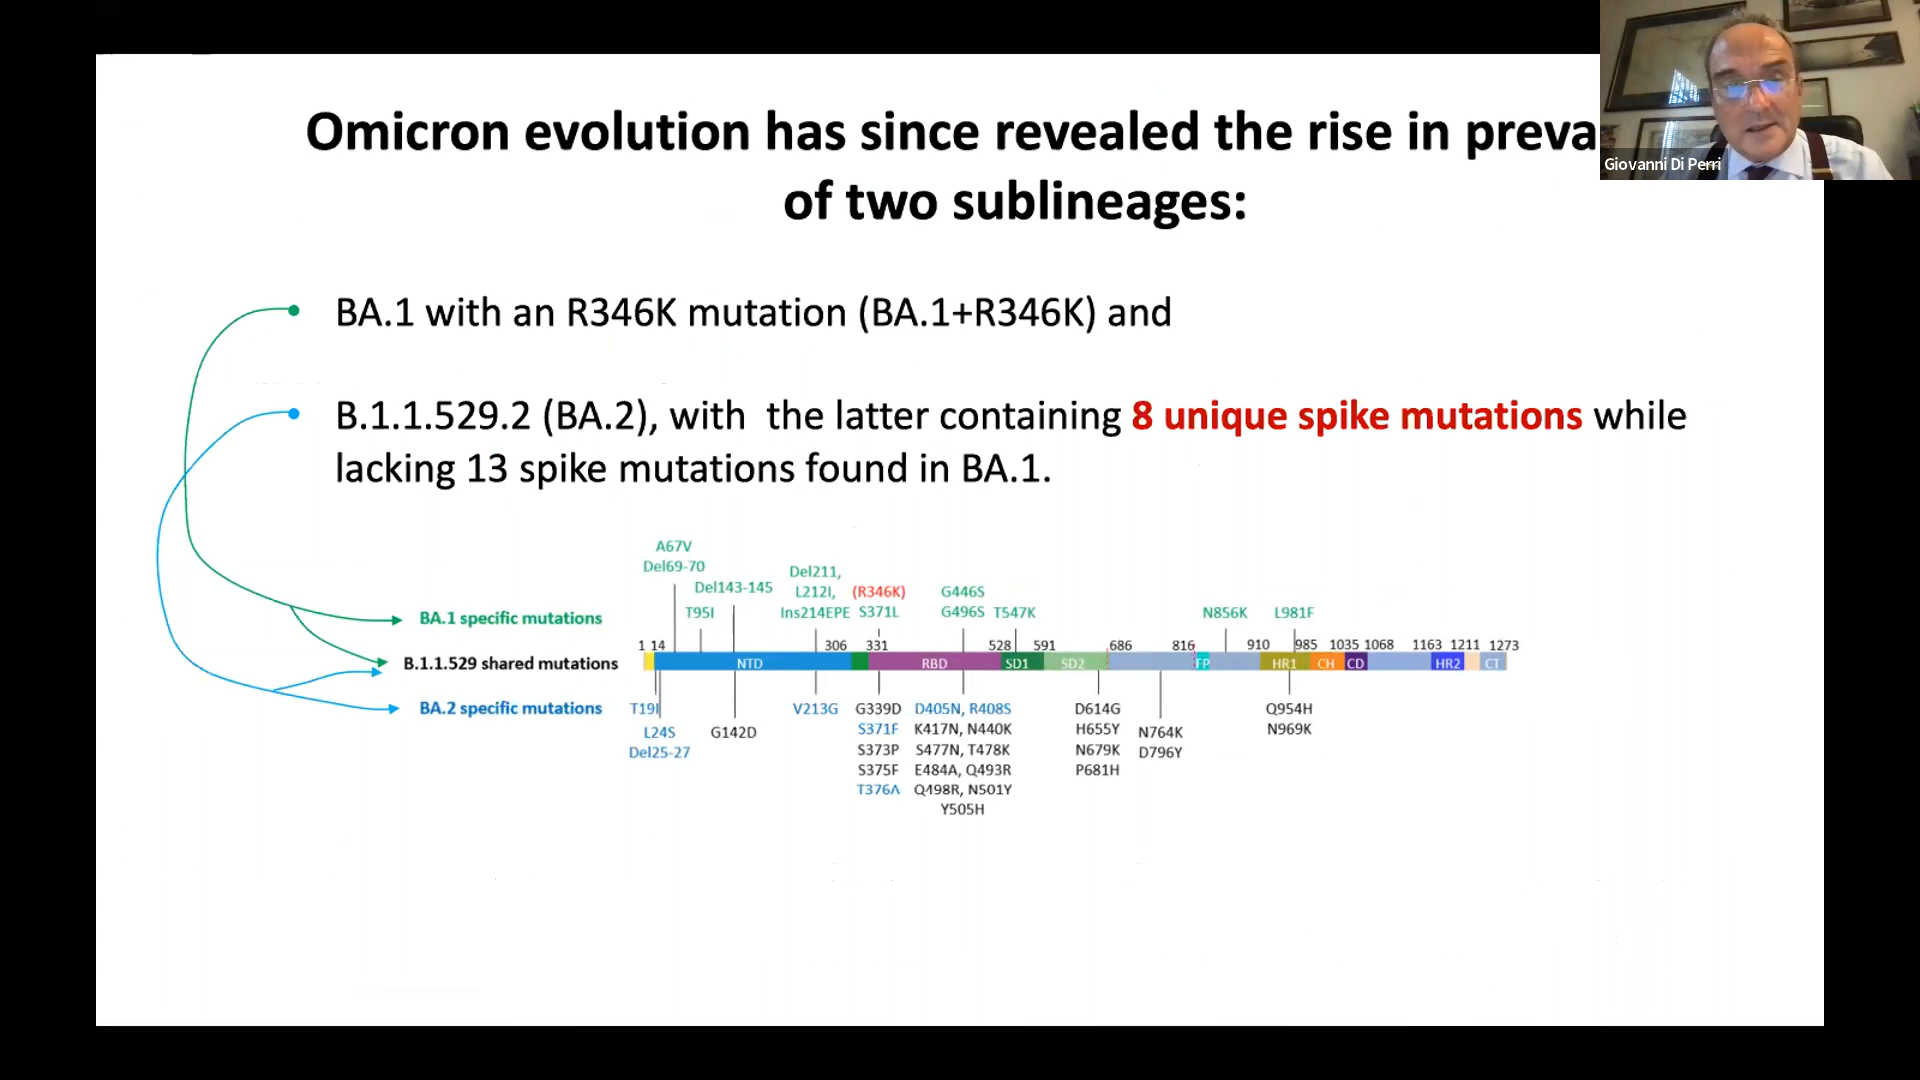 Omicron evolution has since revealed the rise in preva
of two sublineages:
Giovanni Di Perri
BA.1 with an R346K mutation (BA.1+R346K) and
B.1.1.529.2 (BA.2), with the latter containing 8 unique spike mutations while
lacking 13 spike mutations found in BA.1.
A67V
Del69-70
Del143-145
T95I
Del211,
L212I,
Ins214EPE
(R346K)
S371L
G446S
G496S
T547K
N856K
L981F
BA.1 specific mutations
1 14 306 331 528 591 686 816 910 985 1035 1068 1163 1211 1273
B.1.1.529 shared mutations
NTD RBD SD1 SD2 FP HR1 CH CD HR2 CT
BA.2 specific mutations
T19I
L24S
Del25-27
G142D
V213G
G339D
S371F
S373P
S375F
T376A
D405N, R408S
K417N, N440K
S477N, T478K
E484A, Q493R
Q498R, N501Y
Y505H
D614G
H655Y
N679K
P681H
N764K
D796Y
Q954H
N969K